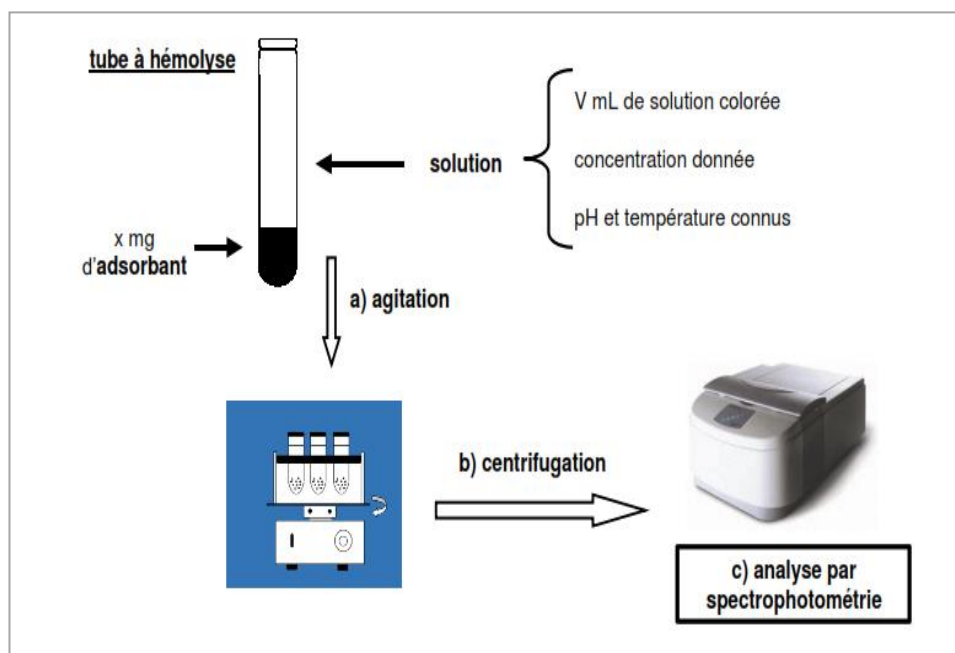 tube à hémolyse
V mL de solution colorée
solution
concentration donnée
pH et température connus
x mg
d'adsorbant
a) agitation
b) centrifugation
c) analyse par
spectrophotométrie